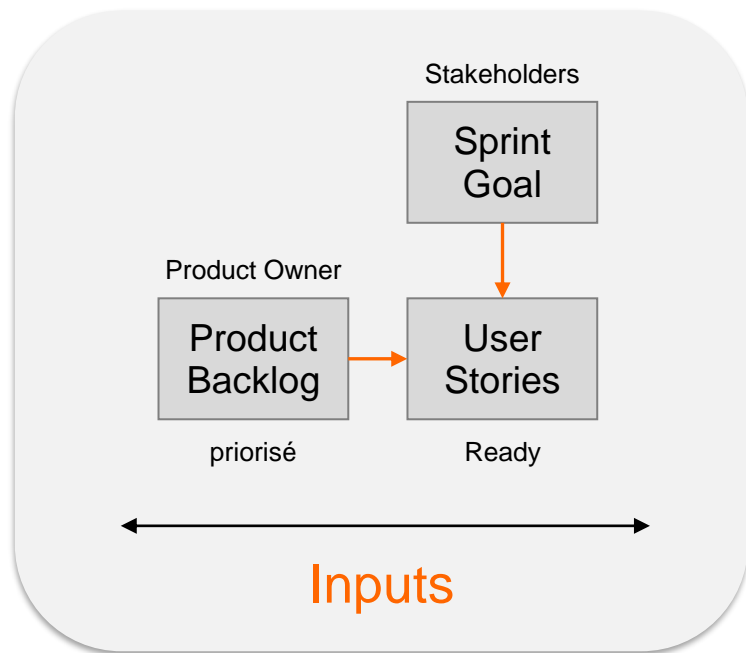 Stakeholders
Sprint
Goal
Product Owner
Product
Backlog
User
Stories
priorisé
Ready
Inputs